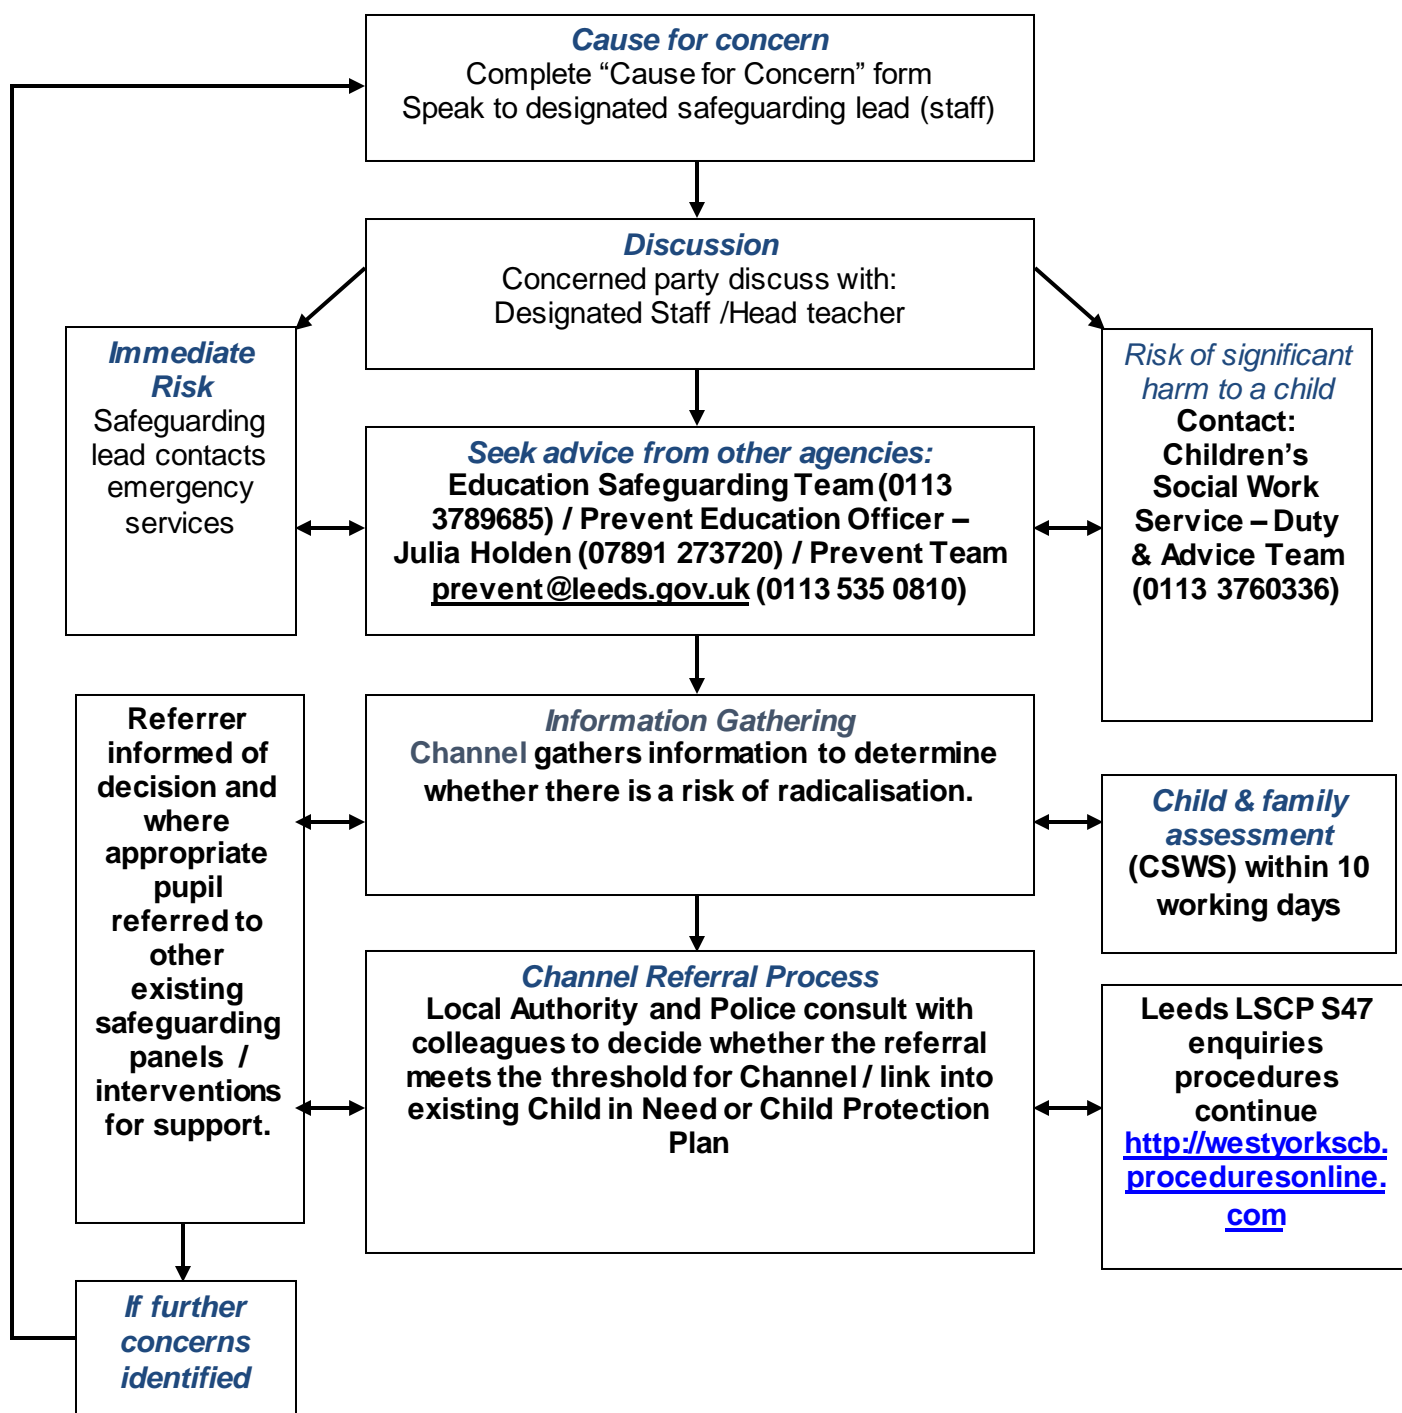 Cause for concern
Complete “Cause for Concern” form
Speak to designated safeguarding lead (staff)
Discussion
Concerned party discuss with:
Designated Staff /Head teacher
Immediate
Risk
Safeguarding
lead contacts
emergency
services
Seek advice from other agencies:
Education Safeguarding Team (0113
3789685) / Prevent Education Officer –
Julia Holden (07891 273720) / Prevent Team
prevent@leeds.gov.uk (0113 535 0810)
Risk of significant
harm to a child
Contact:
Children’s
Social Work
Service – Duty
& Advice Team
(0113 3760336)
Referrer
informed of
decision and
where
appropriate
pupil
referred to
other
existing
safeguarding
panels /
interventions
for support.
Information Gathering
Channel gathers information to determine
whether there is a risk of radicalisation.
Child & family
assessment
(CSWS) within 10
working days
Channel Referral Process
Local Authority and Police consult with
colleagues to decide whether the referral
meets the threshold for Channel / link into
existing Child in Need or Child Protection
Plan
Leeds LSCP S47
enquiries
procedures
continue
http://westyorkscb.
proceduresonline.
com
If further
concerns
identified